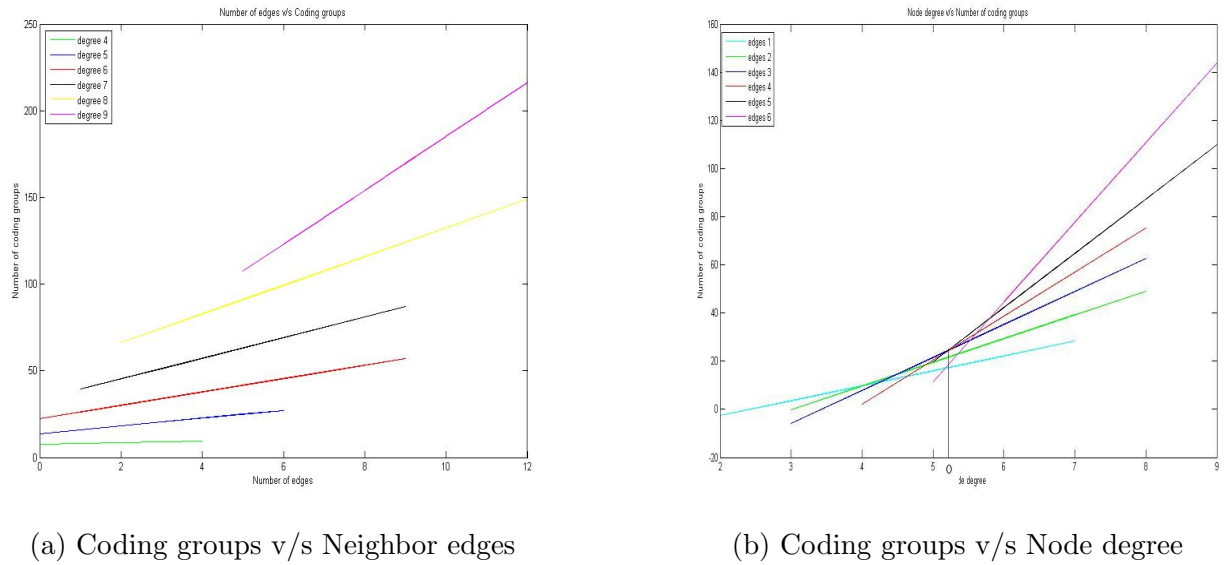 Number of edges v/s Coding groups
250
200
150
100
50
0
degree 4
degree 5
degree 6
degree 7
degree 8
degree 9
Number of coding groups
0 2 4 6 8 10 12
Number of edges
(a) Coding groups v/s Neighbor edges
Node degree v/s Number of coding groups
160
140
120
100
80
60
40
20
0
-20
edges 1
edges 2
edges 3
edges 4
edges 5
edges 6
Number of coding groups
2 3 4 5 6 7 8 9
O
de degree
(b) Coding groups v/s Node degree